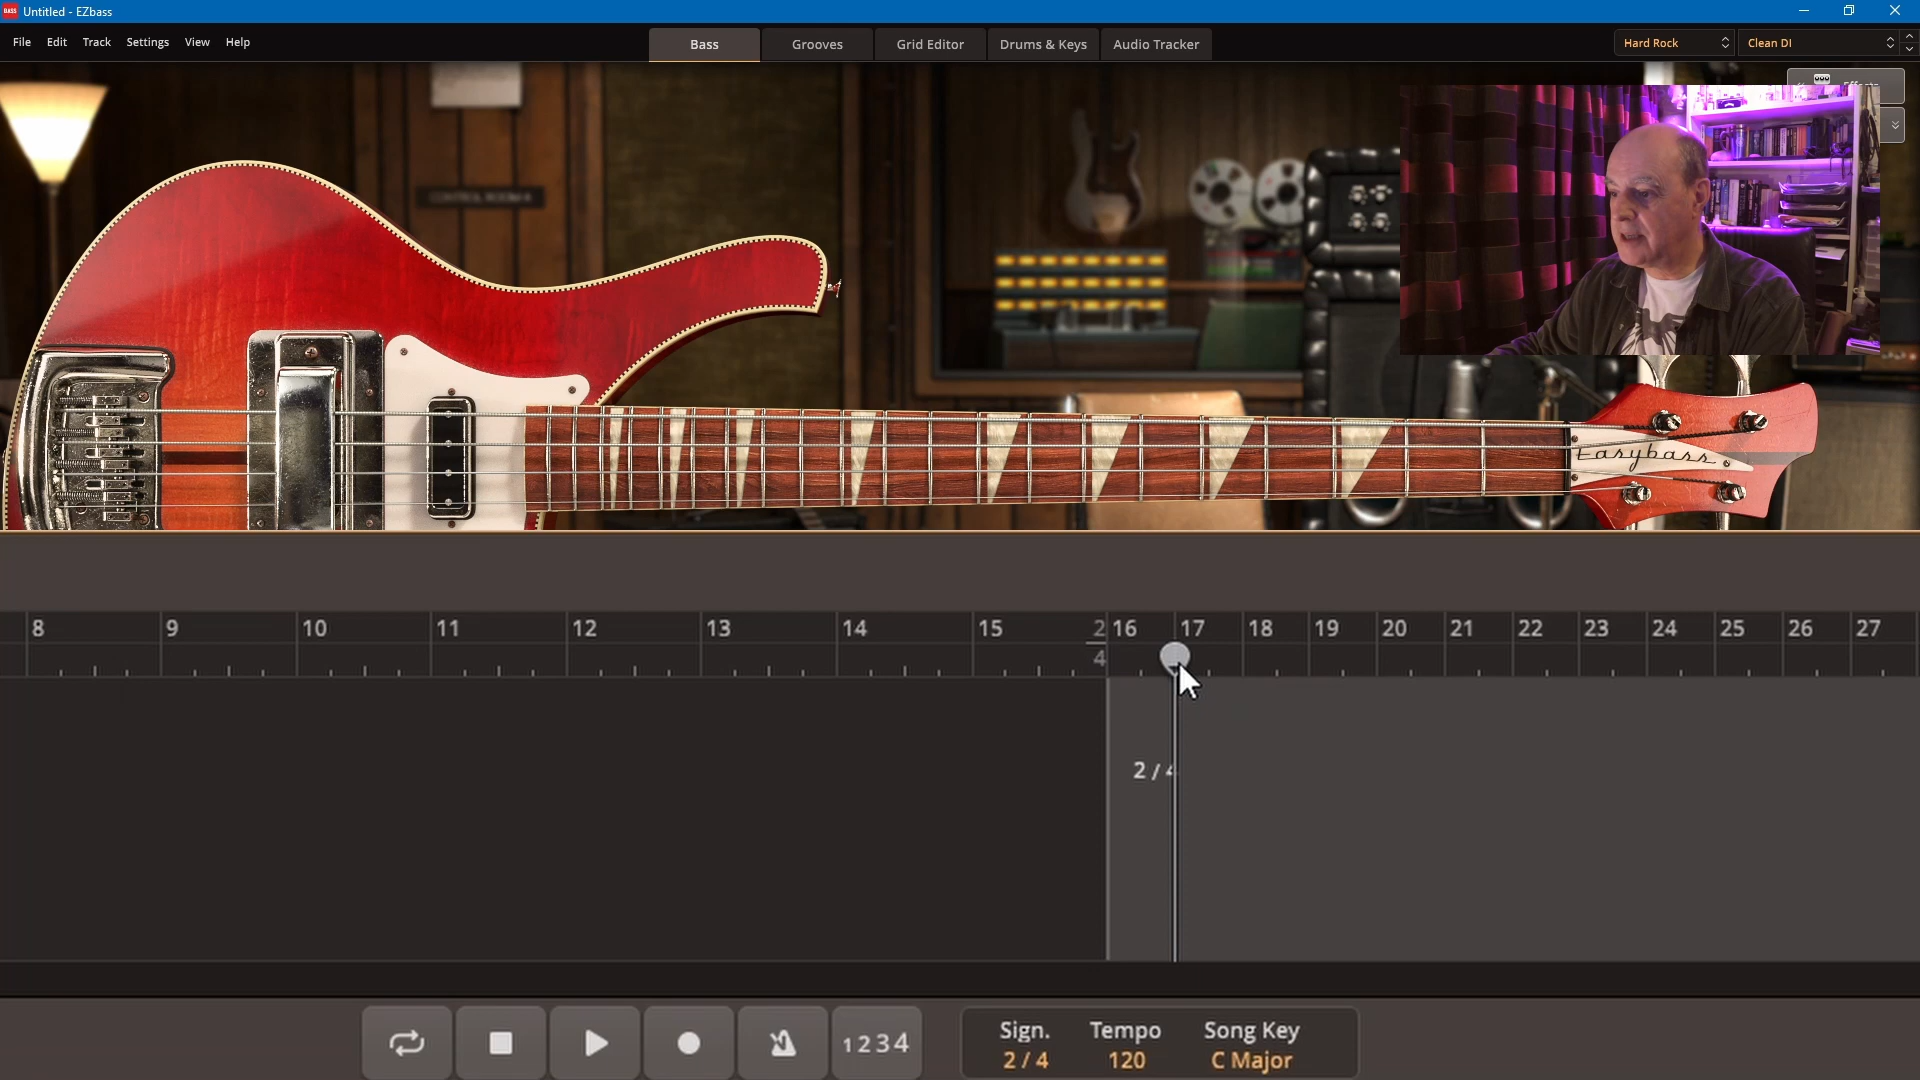 BASS Untitled - EZbass
File Edit Track Settings View Help
Bass Grooves Grid Editor Drums & Keys Audio Tracker
Hard Rock Clean DI
CONTROL ROOM
Easybass
8 9 10 11 12 13 14 15 2 16 17 18 19 20 21 22 23 24 25 26 27
4
2 / 4
1 2 3 4
Sign. Tempo Song Key
2 / 4 120 C Major